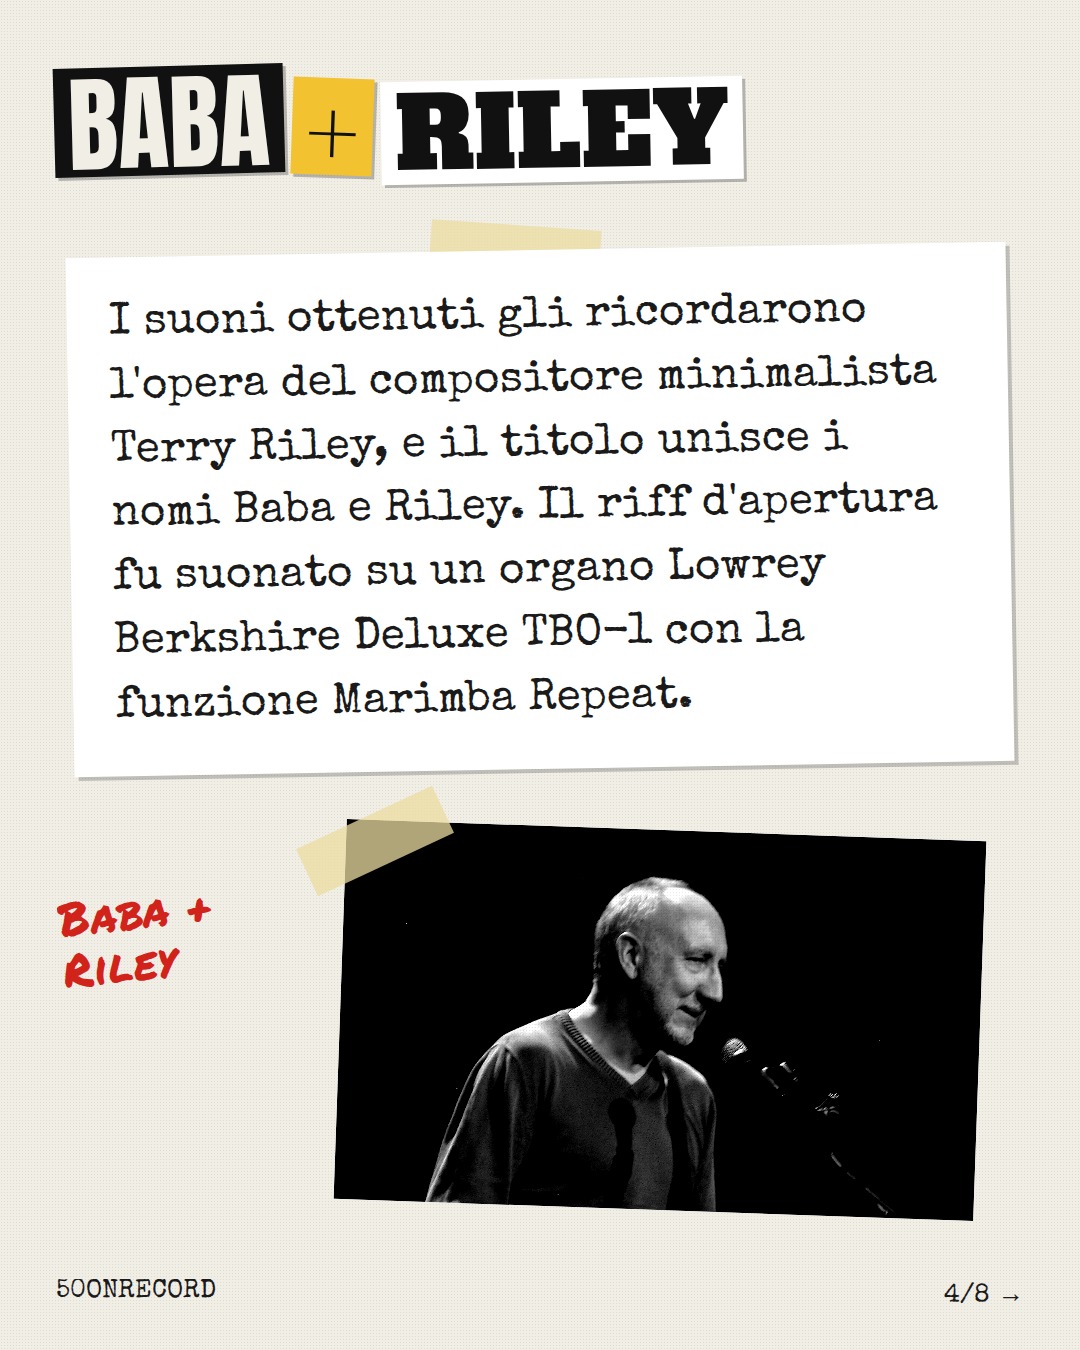 BABA + RILEY
I suoni ottenuti gli ricordarono
l'opera del compositore minimalista
Terry Riley, e il titolo unisce i
nomi Baba e Riley. Il riff d'apertura
fu suonato su un organo Lowrey
Berkshire Deluxe TBO-1 con la
funzione Marimba Repeat.
BABA +
RILEY
50ONRECORD
4/8 →